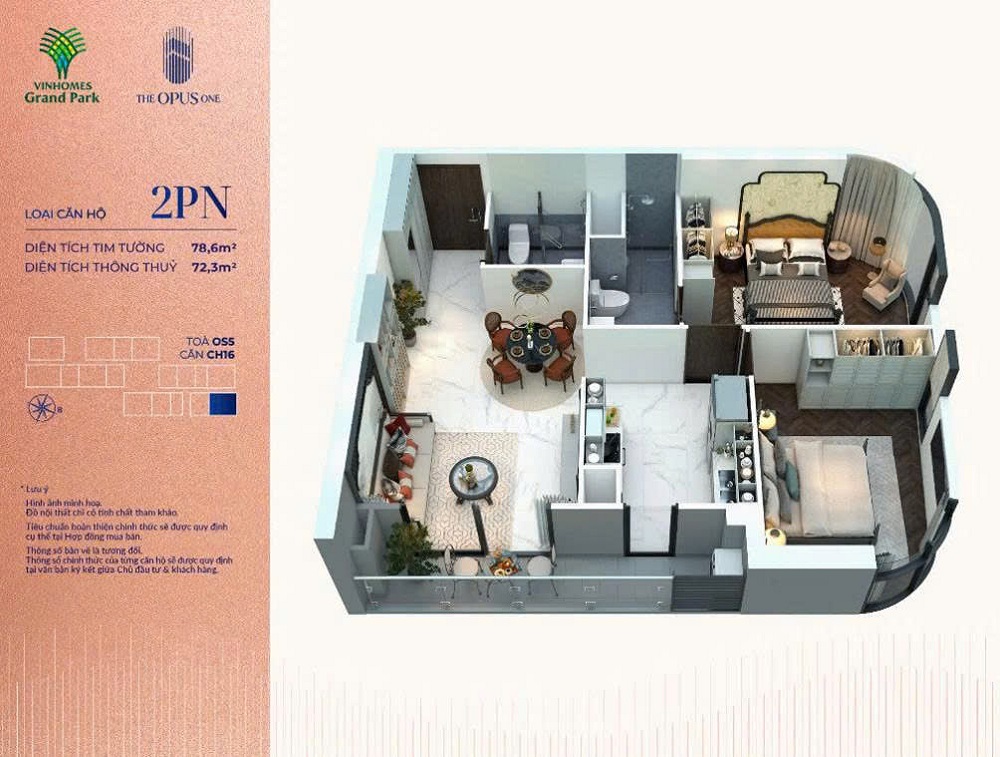 VINHOMES
Grand Park
THE OPUS ONE
LOẠI CĂN HỘ 2PN
DIỆN TÍCH TIM TƯỜNG 78,6m²
DIỆN TÍCH THÔNG THUỶ 72,3m²
TOÀ OS5
CĂN CH16
B
* Lưu ý
Hình ảnh minh hoạ.
Đồ nội thất chỉ có tính chất tham khảo.
Tiêu chuẩn hoàn thiện chính thức sẽ được quy định
cụ thể tại Hợp đồng mua bán.
Thông số bản vẽ là tương đối.
Thông số chính thức của từng căn hộ sẽ được quy định
tại văn bản ký kết giữa Chủ đầu tư & khách hàng.